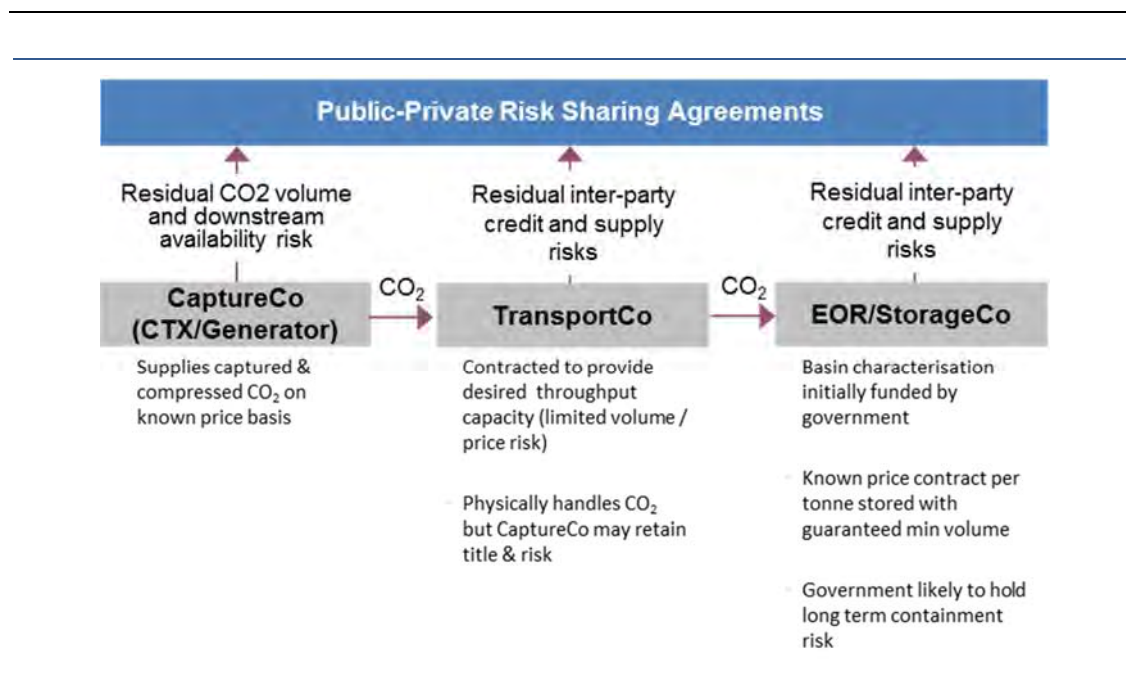 Public-Private Risk Sharing Agreements
Residual CO2 volume
and downstream
availability risk
Residual inter-party
credit and supply
risks
Residual inter-party
credit and supply
risks
CaptureCo
(CTX/Generator)
CO₂
TransportCo
CO₂
EOR/StorageCo
Supplies captured &
compressed CO₂ on
known price basis
Contracted to provide
desired throughput
capacity (limited volume /
price risk)
Physically handles CO₂
but CaptureCo may retain
title & risk
Basin characterisation
initially funded by
government
Known price contract per
tonne stored with
guaranteed min volume
Government likely to hold
long term containment
risk